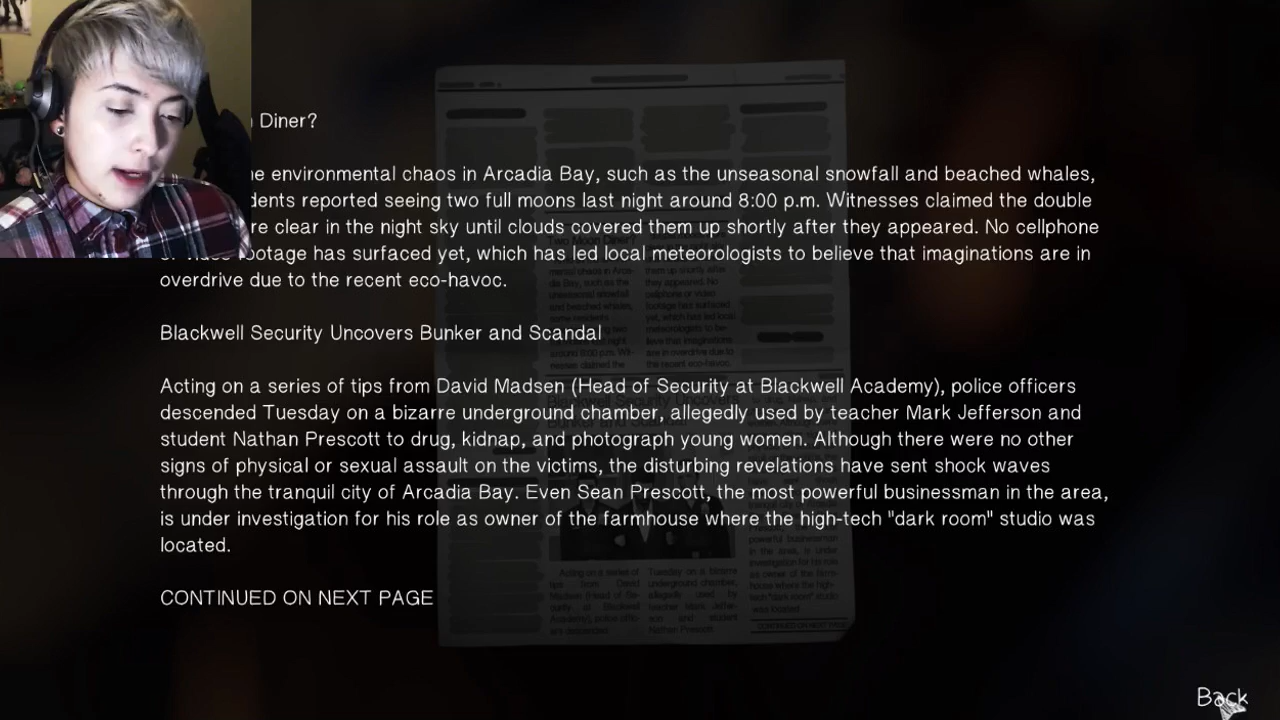 Diner?
environmental chaos in Arcadia Bay, such as the unseasonal snowfall and beached whales,
reported seeing two full moons last night around 8:00 p.m. Witnesses claimed the double
clear in the night sky until clouds covered them up shortly after they appeared. No cellphone
has surfaced yet, which has led local meteorologists to believe that imaginations are in
overdrive due to the recent eco-havoc.
Blackwell Security Uncovers Bunker and Scandal
Acting on a series of tips from David Madsen (Head of Security at Blackwell Academy), police officers
descended Tuesday on a bizarre underground chamber, allegedly used by teacher Mark Jefferson and
student Nathan Prescott to drug, kidnap, and photograph young women. Although there were no other
signs of physical or sexual assault on the victims, the disturbing revelations have sent shock waves
through the tranquil city of Arcadia Bay. Even Sean Prescott, the most powerful businessman in the area,
is under investigation for his role as owner of the farmhouse where the high-tech "dark room" studio was
located.
CONTINUED ON NEXT PAGE
Back